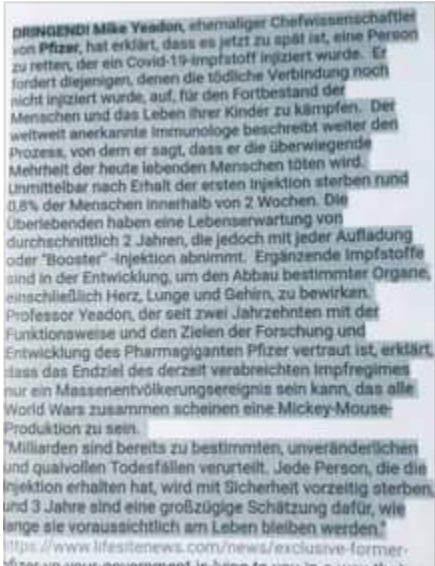 DRINGEND! Mike Yeadon, ehemaliger Chefwissenschaftler
von Pfizer, hat erklärt, dass es jetzt zu spät ist, eine Person
zu retten, der ein Covid-19-Impfstoff injiziert wurde. Er
fordert diejenigen, denen die tödliche Verbindung noch
nicht injiziert wurde, auf, für den Fortbestand der
Menschen und das Leben ihrer Kinder zu kämpfen. Der
weltweit anerkannte Immunologe beschreibt weiter den
Prozess, von dem er sagt, dass er die überwiegende
Mehrheit der heute lebenden Menschen töten wird.
Unmittelbar nach Erhalt der ersten Injektion sterben rund
0,8% der Menschen innerhalb von 2 Wochen. Die
Überlebenden haben eine Lebenserwartung von
durchschnittlich 2 Jahren, die jedoch mit jeder Aufladung
oder "Booster" -Injektion abnimmt. Ergänzende Impfstoffe
sind in der Entwicklung, um den Abbau bestimmter Organe,
einschließlich Herz, Lunge und Gehirn, zu bewirken.
Professor Yeadon, der seit zwei Jahrzehnten mit der
Funktionsweise und den Zielen der Forschung und
Entwicklung des Pharmagiganten Pfizer vertraut ist, erklärt,
dass das Endziel des derzeit verabreichten Impfregimes
nur ein Massenentvölkerungsereignis sein kann, das alle
World Wars zusammen scheinen eine Mickey-Mouse-
Produktion zu sein.
"Milliarden sind bereits zu bestimmten, unveränderlichen
und qualvollen Todesfällen verurteilt. Jede Person, die die
Injektion erhalten hat, wird mit Sicherheit vorzeitig sterben,
und 3 Jahre sind eine großzügige Schätzung dafür, wie
lange sie voraussichtlich am Leben bleiben werden."
https://www.lifesitenews.com/news/exclusive-former-
pfizer-vp-your-government-is-lying-to-you-in-a-way-that-